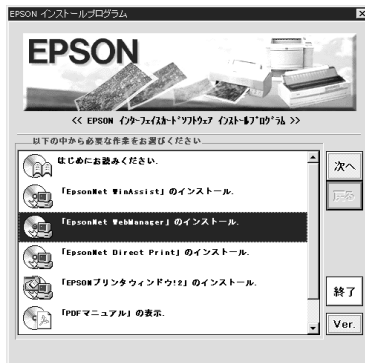 EPSON インストールプログラム
EPSON
<< EPSON ｲﾝﾀｰﾌｪｲｽｶｰﾄﾞｿﾌﾄｳｪｱ ｲﾝｽﾄｰﾙﾌﾟﾛｸﾞﾗﾑ >>
以下の中から必要な作業をお選びください
はじめにお読みください.
「EpsonNet WinAssist」のインストール.
「EpsonNet WebManager」のインストール.
「EpsonNet Direct Print」のインストール.
「EPSONプリンタウィンドウ!2」のインストール.
「PDFマニュアル」の表示.
次へ
戻る
終了
Ver.